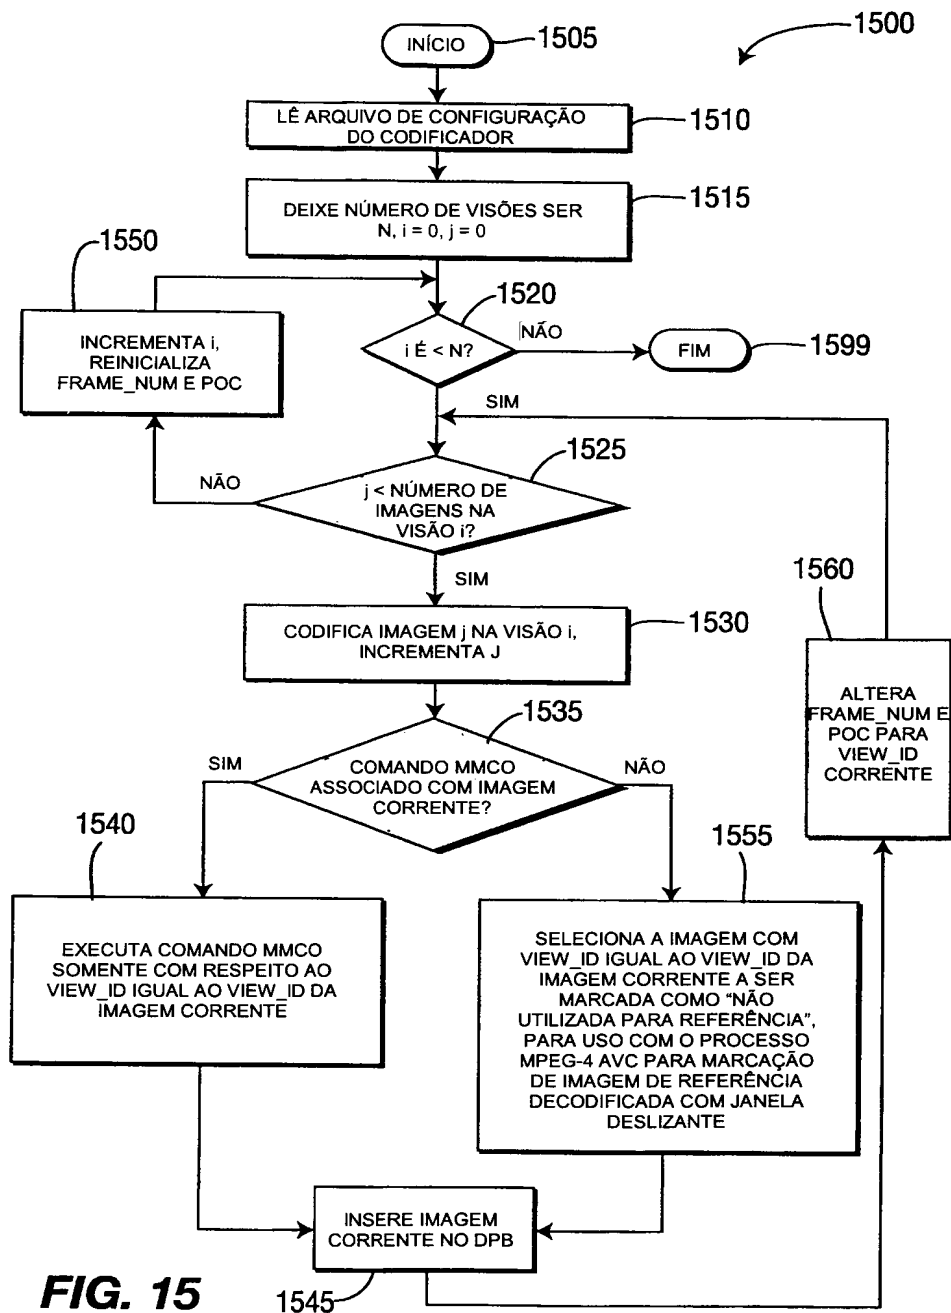 1500
INÍCIO
1505
LÊ ARQUIVO DE CONFIGURAÇÃO
DO CODIFICADOR
1510
DEIXE NÚMERO DE VISÕES SER
N, i = 0, j = 0
1515
1550
INCREMENTA i,
REINICIALIZA
FRAME_NUM E POC
1520
i É < N?
NÃO
FIM
1599
SIM
1525
j < NÚMERO DE
IMAGENS NA
VISÃO i?
NÃO
SIM
CODIFICA IMAGEM j NA VISÃO i,
INCREMENTA J
1530
1560
ALTERA
FRAME_NUM E
POC PARA
VIEW_ID
CORRENTE
1535
COMANDO MMCO
ASSOCIADO COM IMAGEM
CORRENTE?
SIM
NÃO
1540
EXECUTA COMANDO MMCO
SOMENTE COM RESPEITO AO
VIEW_ID IGUAL AO VIEW_ID DA
IMAGEM CORRENTE
1555
SELECIONA A IMAGEM COM
VIEW_ID IGUAL AO VIEW_ID DA
IMAGEM CORRENTE A SER
MARCADA COMO “NÃO
UTILIZADA PARA REFERÊNCIA”,
PARA USO COM O PROCESSO
MPEG-4 AVC PARA MARCAÇÃO
DE IMAGEM DE REFERÊNCIA
DECODIFICADA COM JANELA
DESLIZANTE
INSERE IMAGEM
CORRENTE NO DPB
1545
FIG. 15